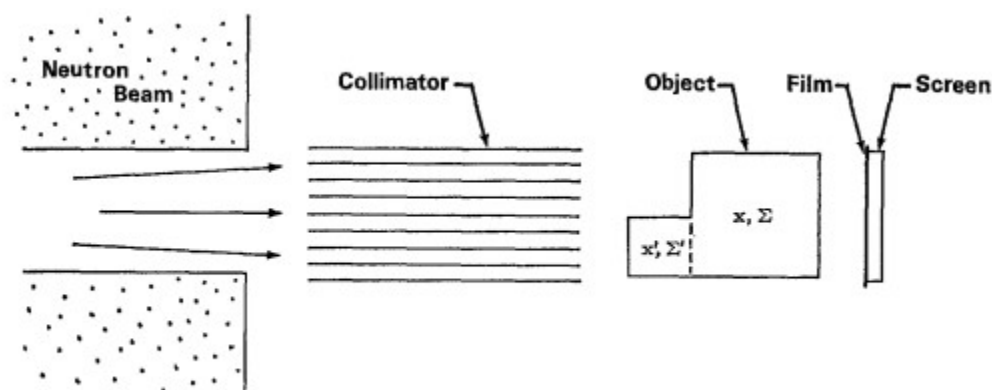 Neutron
Beam
Collimator
Object
Film
Screen
x, Σ
x', Σ'